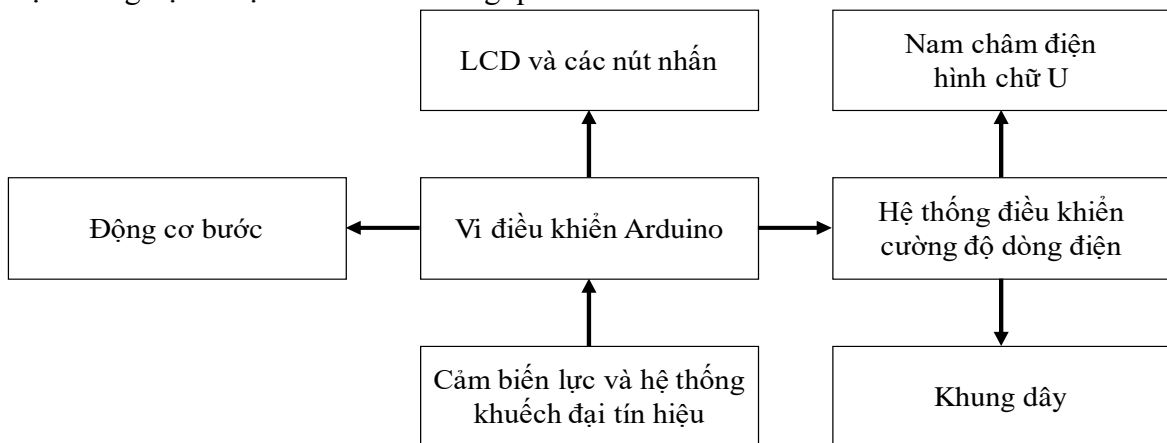 LCD và các nút nhấn
Nam châm điện
hình chữ U
Động cơ bước
Vi điều khiển Arduino
Hệ thống điều khiển
cường độ dòng điện
Cảm biến lực và hệ thống
khuếch đại tín hiệu
Khung dây